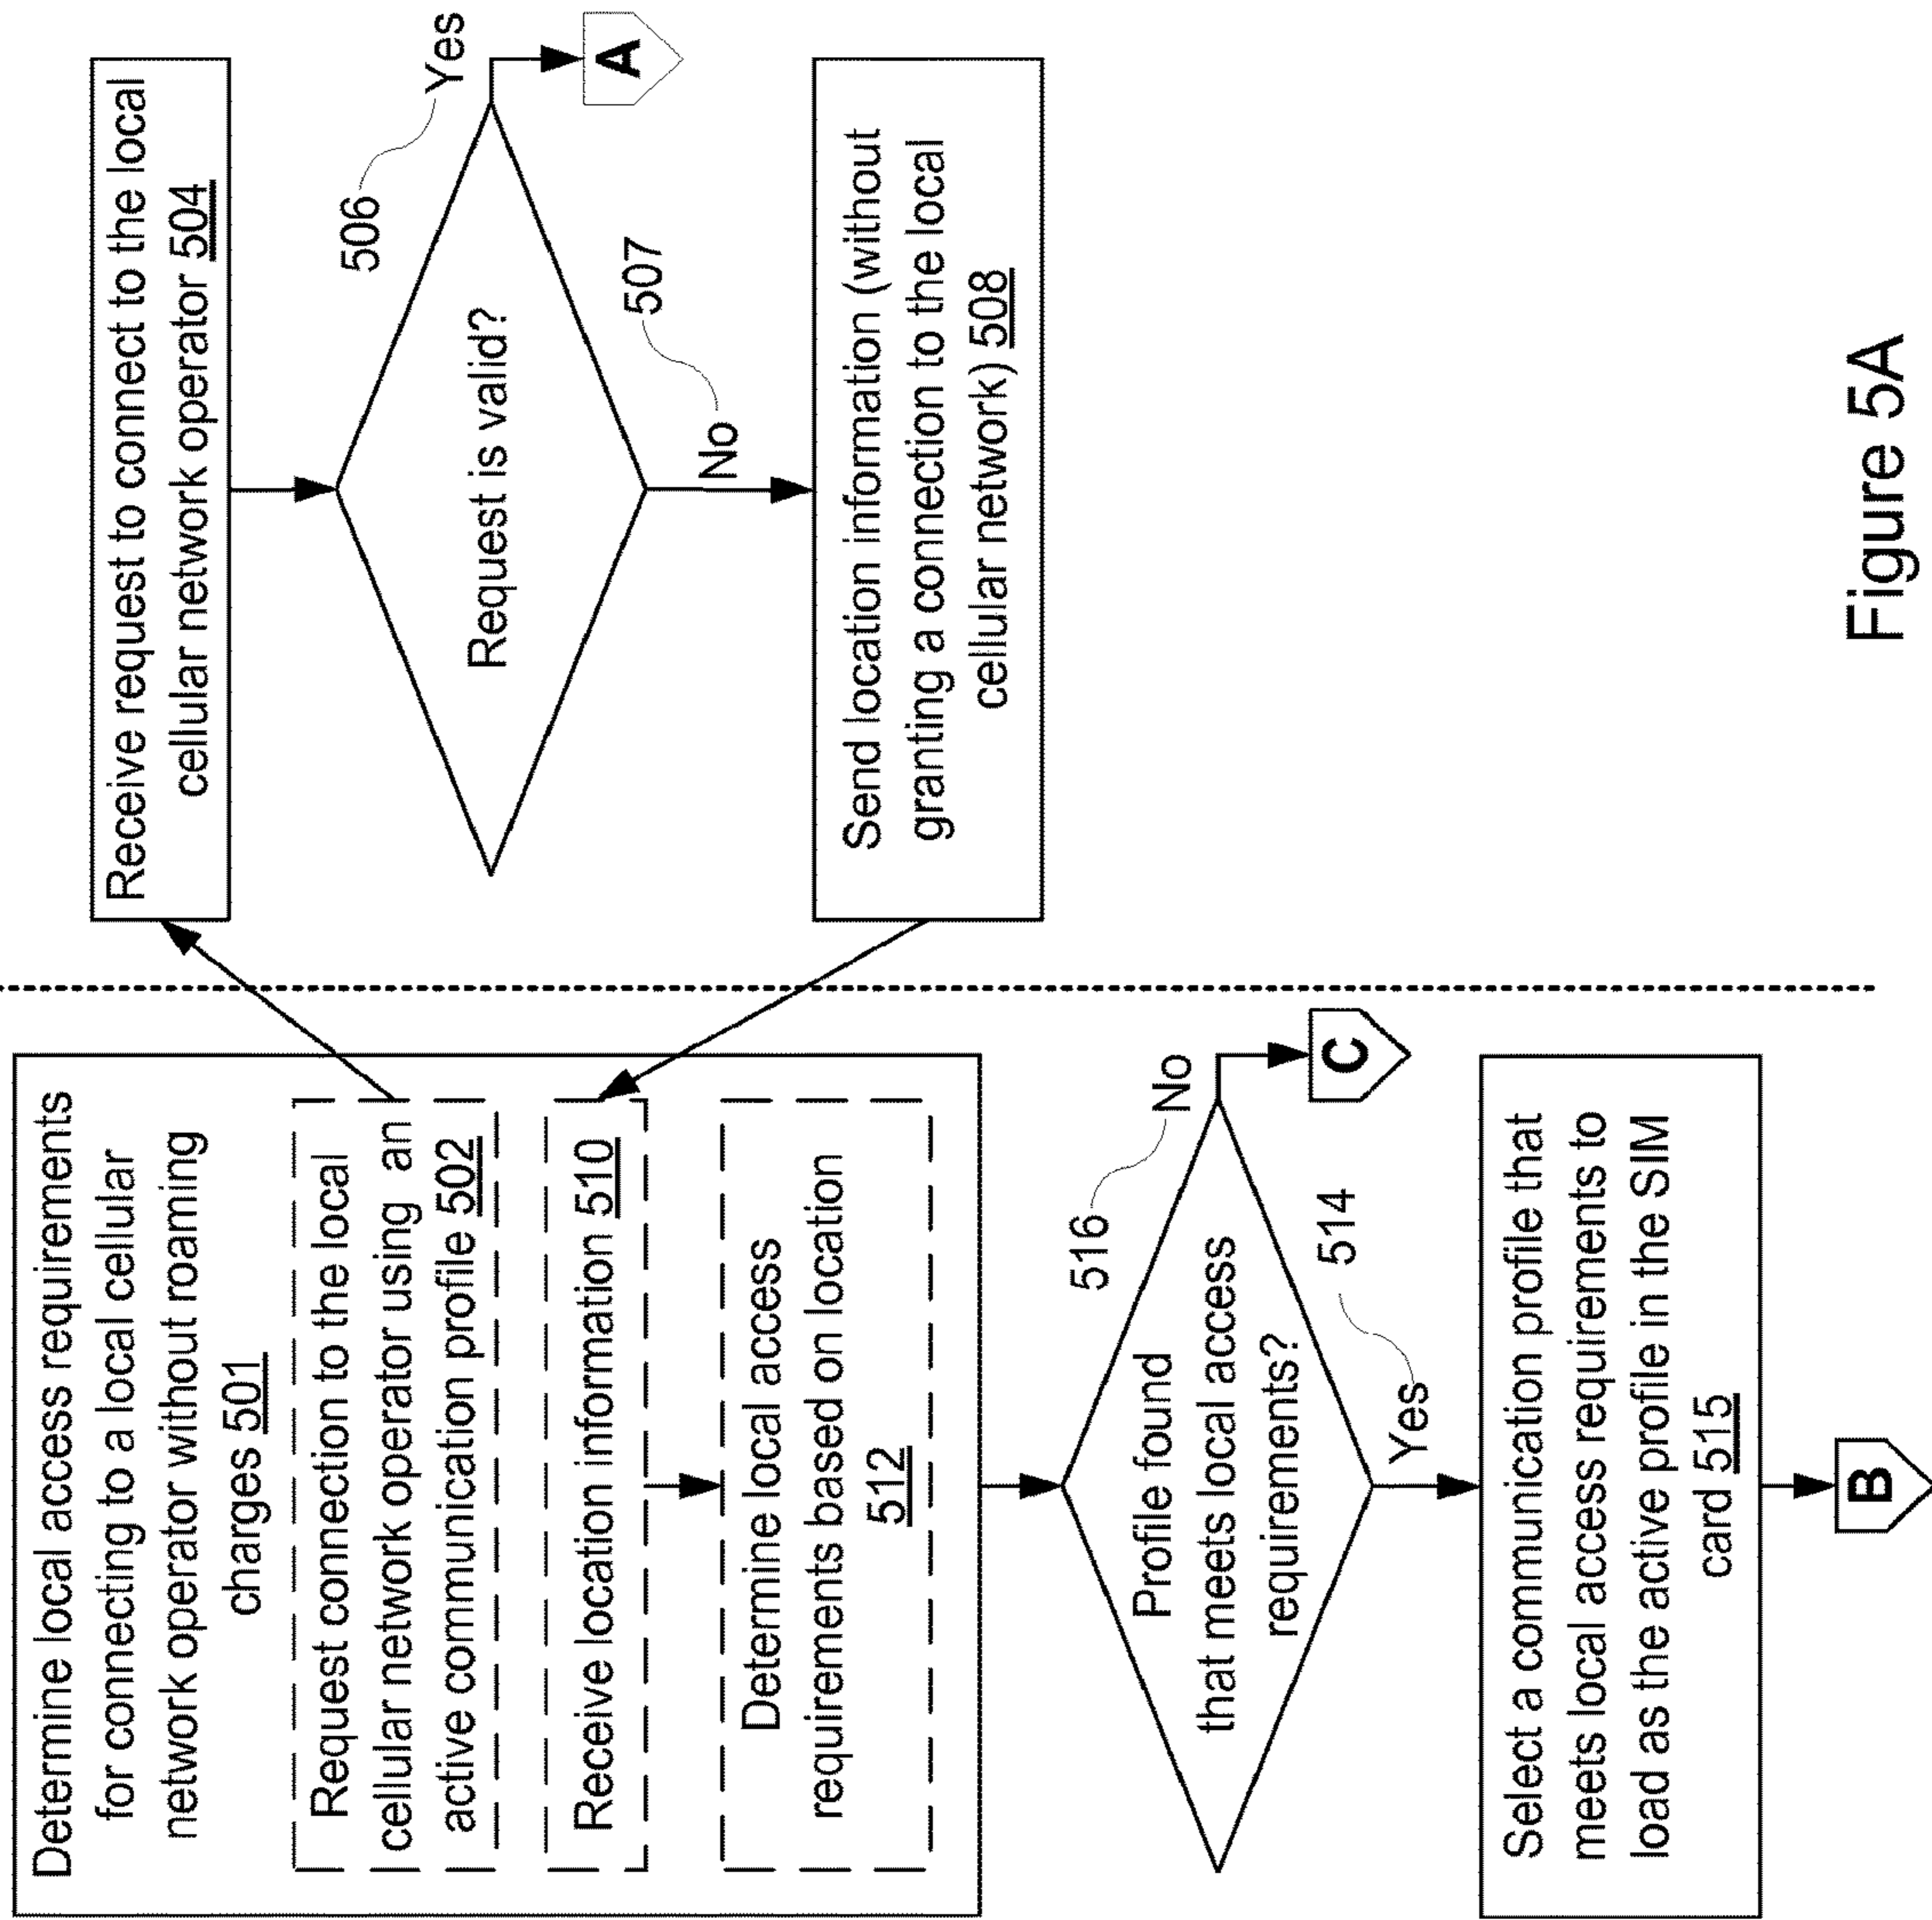 Determine local access requirements
for connecting to a local cellular
network operator without roaming
charges 501
Request connection to the local
cellular network operator using an
active communication profile 502
Receive location information 510
Determine local access
requirements based on location
512
516
No
C
Profile found
that meets local access
requirements?
514
Yes
Select a communication profile that
meets local access requirements to
load as the active profile in the SIM
card 515
B
Receive request to connect to the local
cellular network operator 504
506
Yes
A
Request is valid?
507
No
Send location information (without
granting a connection to the local
cellular network) 508
Figure 5A